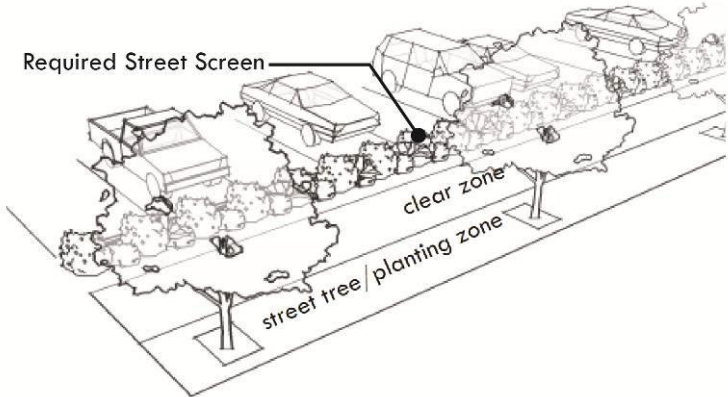 Required Street Screen
clear zone
street tree/planting zone